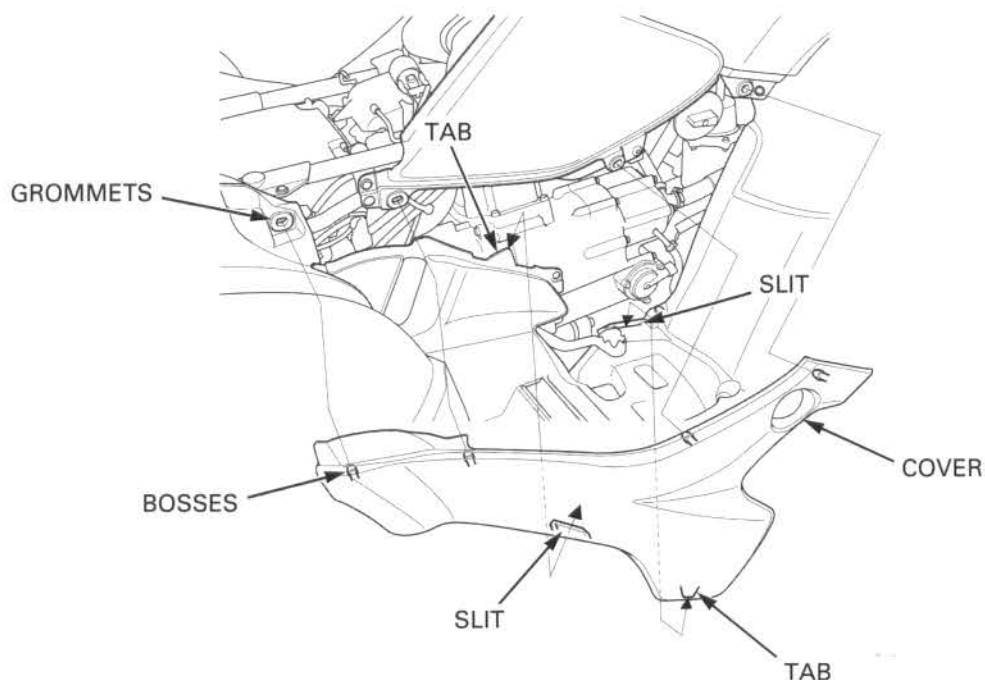 TAB
GROMMETS
SLIT
COVER
BOSSES
SLIT
TAB